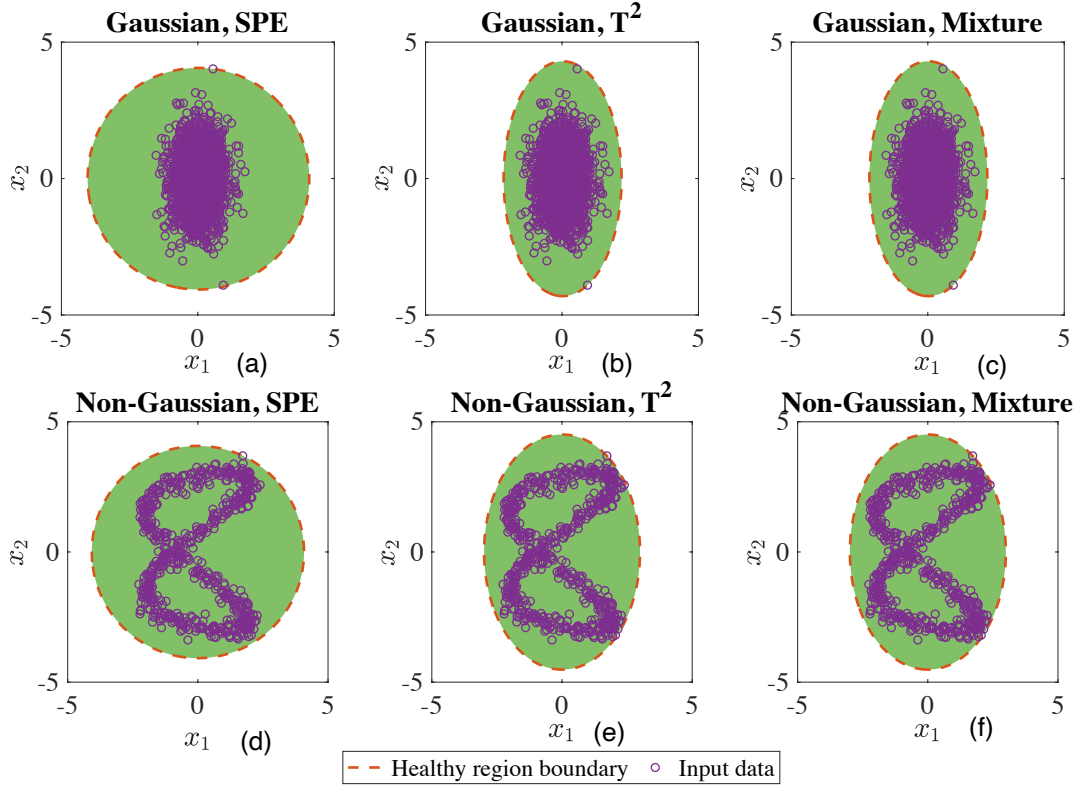 Gaussian, SPE
5
0
-5
x₂
-5 0 5
x₁ (a)
Gaussian, T²
5
0
-5
x₂
-5 0 5
x₁ (b)
Gaussian, Mixture
5
0
-5
x₂
-5 0 5
x₁ (c)
Non-Gaussian, SPE
5
0
-5
x₂
-5 0 5
x₁ (d)
Non-Gaussian, T²
5
0
-5
x₂
-5 0 5
x₁ (e)
Non-Gaussian, Mixture
5
0
-5
x₂
-5 0 5
x₁ (f)
Healthy region boundary Input data